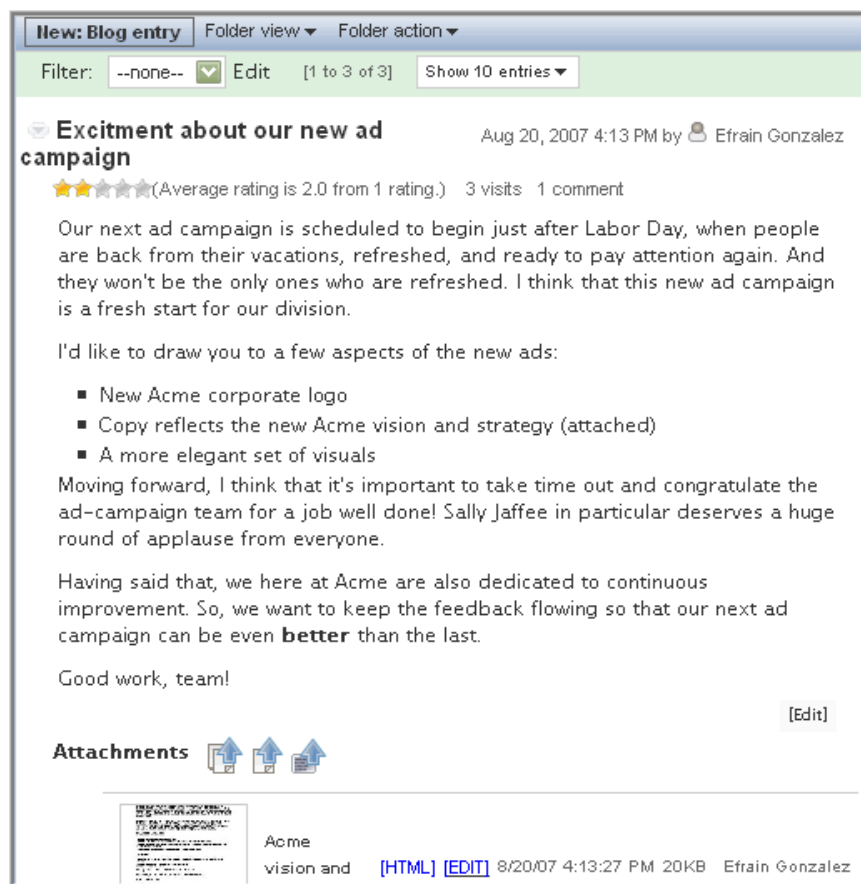 New: Blog entry Folder view Folder action
Filter: --none-- Edit [1 to 3 of 3] Show 10 entries
Excitment about our new ad
campaign
Aug 20, 2007 4:13 PM by Efrain Gonzalez
(Average rating is 2.0 from 1 rating.) 3 visits 1 comment
Our next ad campaign is scheduled to begin just after Labor Day, when people
are back from their vacations, refreshed, and ready to pay attention again. And
they won't be the only ones who are refreshed. I think that this new ad campaign
is a fresh start for our division.
I'd like to draw you to a few aspects of the new ads:
New Acme corporate logo
Copy reflects the new Acme vision and strategy (attached)
A more elegant set of visuals
Moving forward, I think that it's important to take time out and congratulate the
ad-campaign team for a job well done! Sally Jaffee in particular deserves a huge
round of applause from everyone.
Having said that, we here at Acme are also dedicated to continuous
improvement. So, we want to keep the feedback flowing so that our next ad
campaign can be even better than the last.
Good work, team!
[Edit]
Attachments
Acme
vision and [HTML] [EDIT] 8/20/07 4:13:27 PM 20KB Efrain Gonzalez